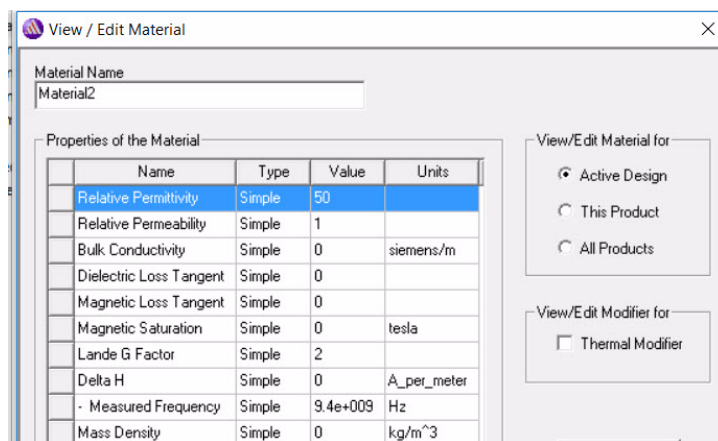 View / Edit Material
Material Name
Material2
Properties of the Material
View/Edit Material for
Name Type Value Units
Active Design
Relative Permittivity Simple 50
This Product
Relative Permeability Simple 1
All Products
Bulk Conductivity Simple 0 siemens/m
Dielectric Loss Tangent Simple 0
Magnetic Loss Tangent Simple 0
View/Edit Modifier for
Magnetic Saturation Simple 0 tesla
Thermal Modifier
Lande G Factor Simple 2
Delta H Simple 0 A_per_meter
- Measured Frequency Simple 9.4e+009 Hz
Mass Density Simple 0 kg/m^3